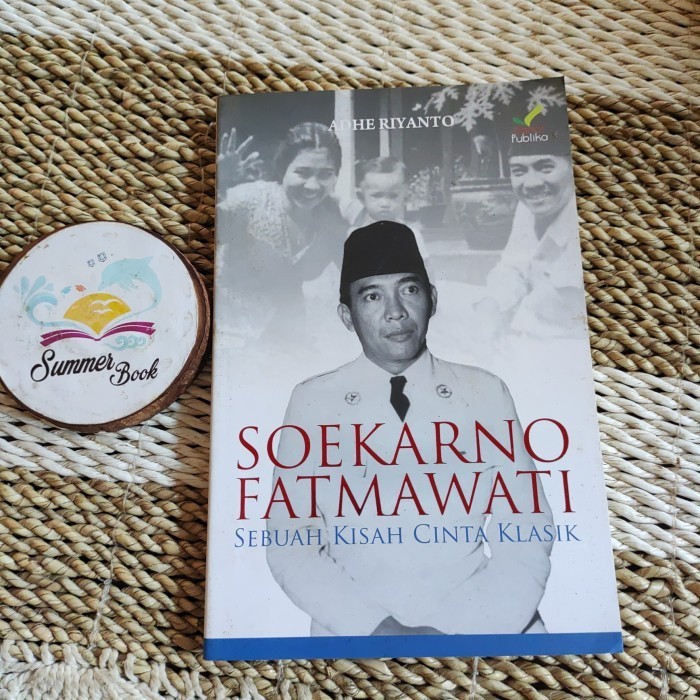 ADHE RIYANTO
Publika
SOEKARNO
FATMAWATI
SEBUAH KISAH CINTA KLASIK
Summer
Book